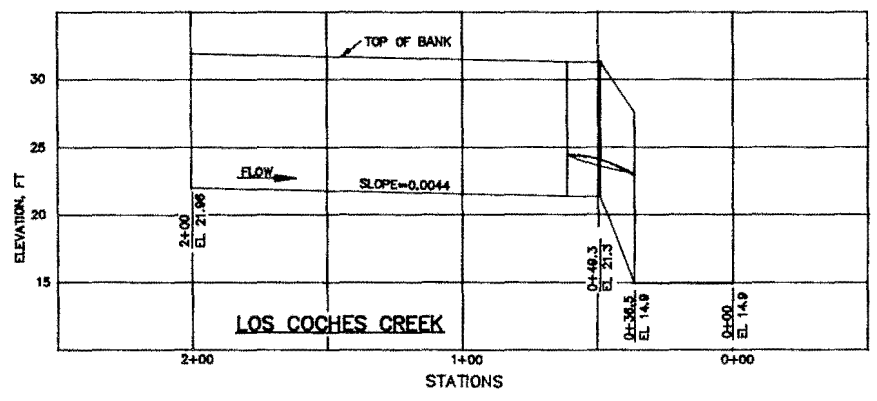 TOP OF BANK
30
25
FLOW
SLOPE=0.0044
20
ELEVATION, FT
2+00
EL 21.96
0+49.3
EL 21.3
15
0+36.5
EL 14.9
0+00
EL 14.9
LOS COCHES CREEK
2+00
1+00
0+00
STATIONS